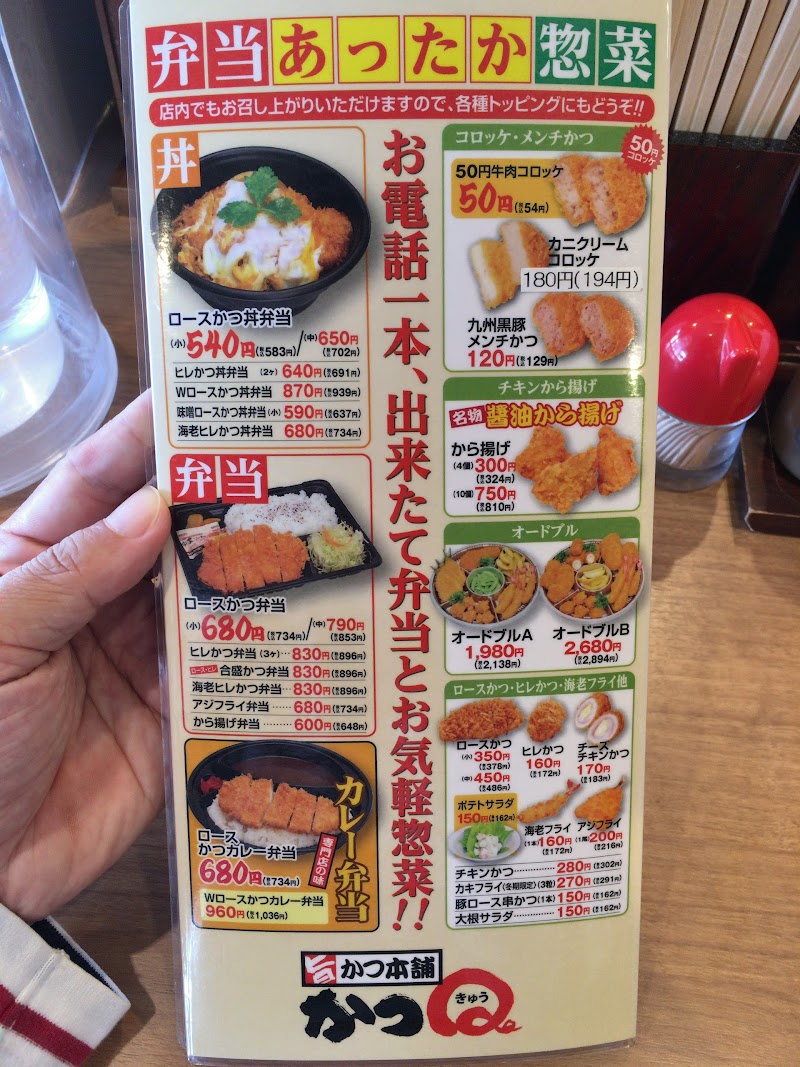 弁当あったか惣菜
店内でもお召し上がりいただけますので、各種トッピングにもどうぞ!!
お電話一本、出来たて弁当とお気軽惣菜!!
丼
ロースかつ丼弁当
(小)540円(税込583円)/(中)650円(税込702円)
ヒレかつ丼弁当 (2ヶ) 640円(税込691円)
Wロースかつ丼弁当 870円(税込939円)
味噌ロースかつ丼弁当(小) 590円(税込637円)
海老ヒレかつ丼弁当 680円(税込734円)
弁当
ロースかつ弁当
(小)680円(税込734円)/(中)790円(税込853円)
ヒレかつ弁当 (3ヶ)…830円(税込896円)
ロース・ヒレ 合盛かつ弁当 830円(税込896円)
海老ヒレかつ弁当…830円(税込896円)
アジフライ弁当……680円(税込734円)
から揚げ弁当………600円(税込648円)
カレー弁当
専門店の味
ロース
かつカレー弁当
680円(税込734円)
Wロースかつカレー弁当
960円(税込1,036円)
コロッケ・メンチかつ
50円
コロッケ
50円牛肉コロッケ
50円(税込54円)
カニクリーム
コロッケ
180円(194円)
九州黒豚
メンチかつ
120円(税込129円)
チキンから揚げ
名物 醤油から揚げ
から揚げ
(4個)300円
(税込324円)
(10個)750円
(税込810円)
オードブル
オードブルA
1,980円
(税込2,138円)
オードブルB
2,680円
(税込2,894円)
ロースかつ・ヒレかつ・海老フライ他
ロースかつ
(小)350円
(税込378円)
(中)450円
(税込486円)
ヒレかつ
160円
(税込172円)
チーズ
チキンかつ
170円
(税込183円)
ポテトサラダ
150円(税込162円)
海老フライ
(1本)160円
(税込172円)
アジフライ
(1尾)200円
(税込216円)
チキンかつ……………280円(税込302円)
カキフライ〈冬期限定〉(3粒)270円(税込291円)
豚ロース串かつ(1本)150円(税込162円)
大根サラダ……………150円(税込162円)
旨 かつ本舗
かつQ
きゅう